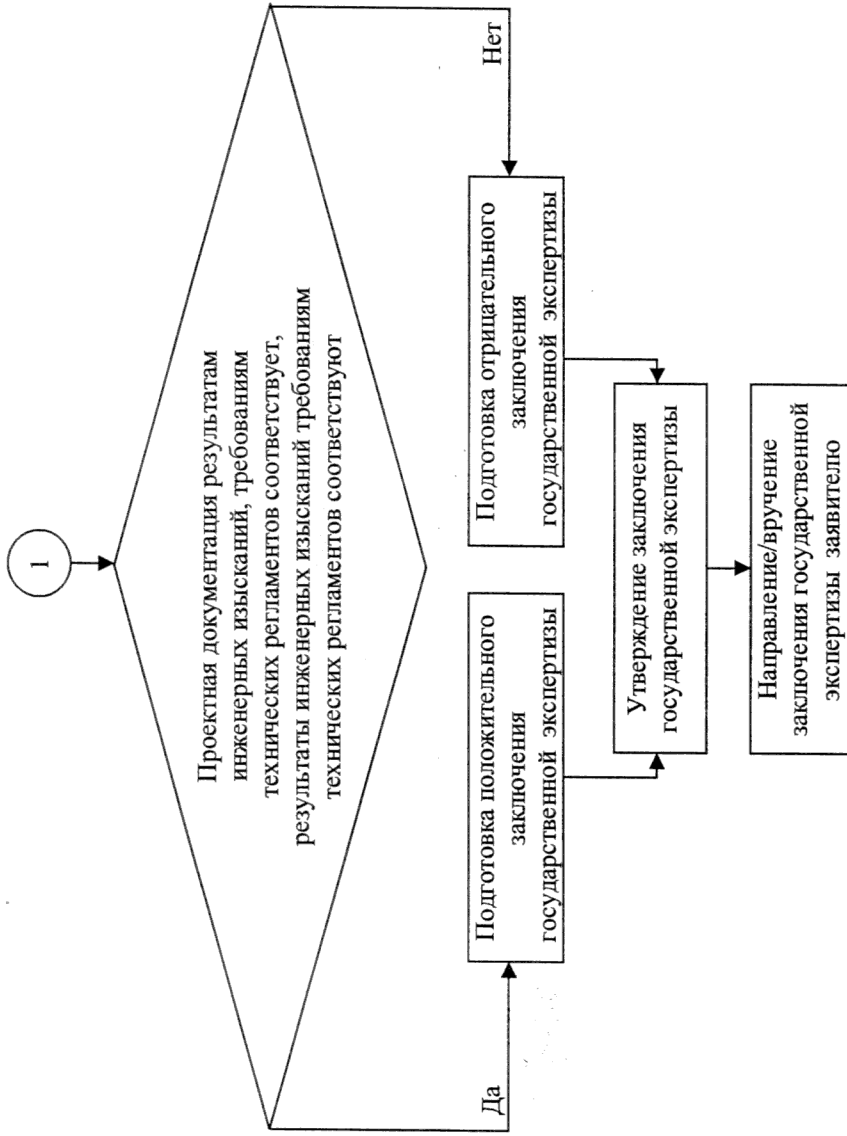 1
Проектная документация результатам
инженерных изысканий, требованиям
технических регламентов соответствует,
результаты инженерных изысканий требованиям
технических регламентов соответствуют
Да
Нет
Подготовка положительного
заключения
государственной экспертизы
Подготовка отрицательного
заключения
государственной экспертизы
Утверждение заключения
государственной экспертизы
Направление/вручение
заключения государственной
экспертизы заявителю